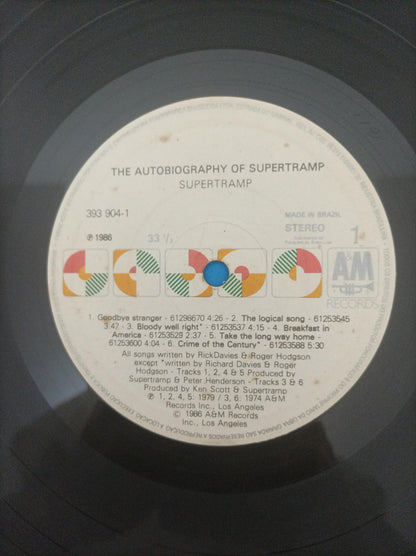 THE AUTOBIOGRAPHY OF SUPERTRAMP
SUPERTRAMP
393 904-1
MADE IN BRAZIL
℗ 1986
33 1/3
STEREO
1
AM
RECORDS
1. Goodbye stranger - 61298670 4:26 - 2. The logical song - 61253545
3:47 - 3. Bloody well right" - 61253537 4:15 - 4. Breakfast in
America - 61253529 2:37 - 5. Take the long way home -
61253600 4:04 - 6. Crime of the Century" - 61253588 5:30
All songs written by Rick Davies & Roger Hodgson
except "written by Richard Davies & Roger
Hodgson - Tracks 1, 2, 4 & 5 Produced by
Supertramp & Peter Henderson - Tracks 3 & 6
Produced by Ken Scott & Supertramp
℗ 1, 2, 4, 5: 1979 / 3, 6: 1974 A&M
Records Inc., Los Angeles
© 1986 A&M Records
Inc., Los Angeles